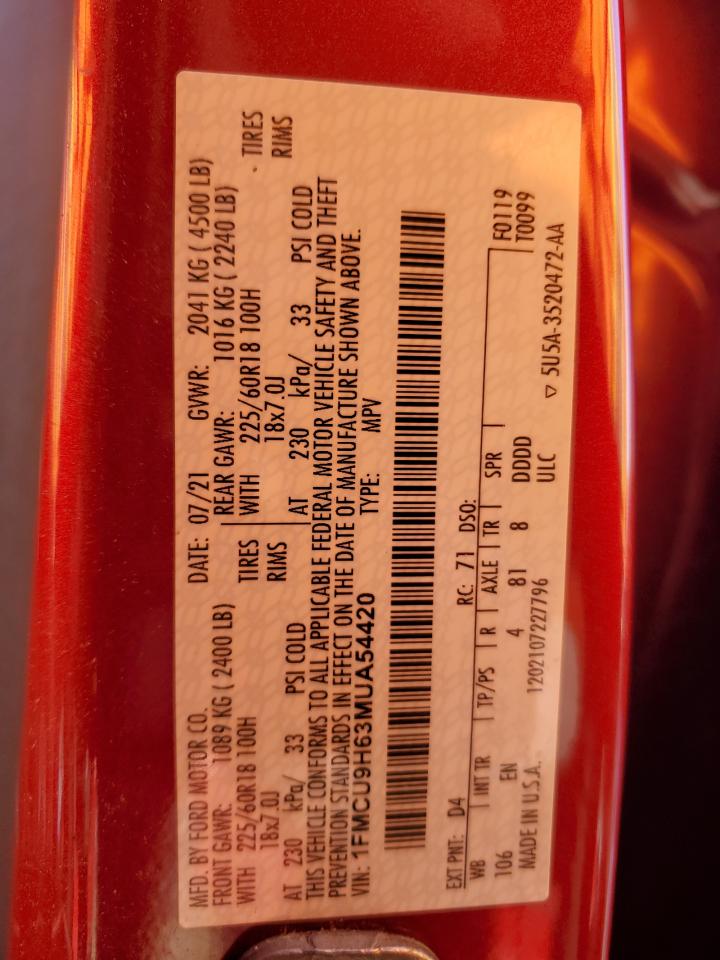 MFD. BY FORD MOTOR CO. DATE: 07/21 GVWR: 2041 KG ( 4500 LB)
FRONT GAWR: 1089 KG ( 2400 LB) REAR GAWR: 1016 KG ( 2240 LB)
WITH 225/60R18 100H TIRES WITH 225/60R18 100H TIRES
18x7.0J RIMS 18x7.0J RIMS
AT 230 kPa/ 33 PSI COLD AT 230 kPa/ 33 PSI COLD
THIS VEHICLE CONFORMS TO ALL APPLICABLE FEDERAL MOTOR VEHICLE SAFETY AND THEFT
PREVENTION STANDARDS IN EFFECT ON THE DATE OF MANUFACTURE SHOWN ABOVE.
VIN: 1FMCU9H63MUA54420 TYPE: MPV
EXT PNT: D4 RC: 71 DSO:
WB INT TR TP/PS R AXLE TR SPR F0119
106 EN 4 81 8 DDDD T0099
MADE IN U.S.A. 1202107227796 ULC ▽ 5U5A-3520472-AA